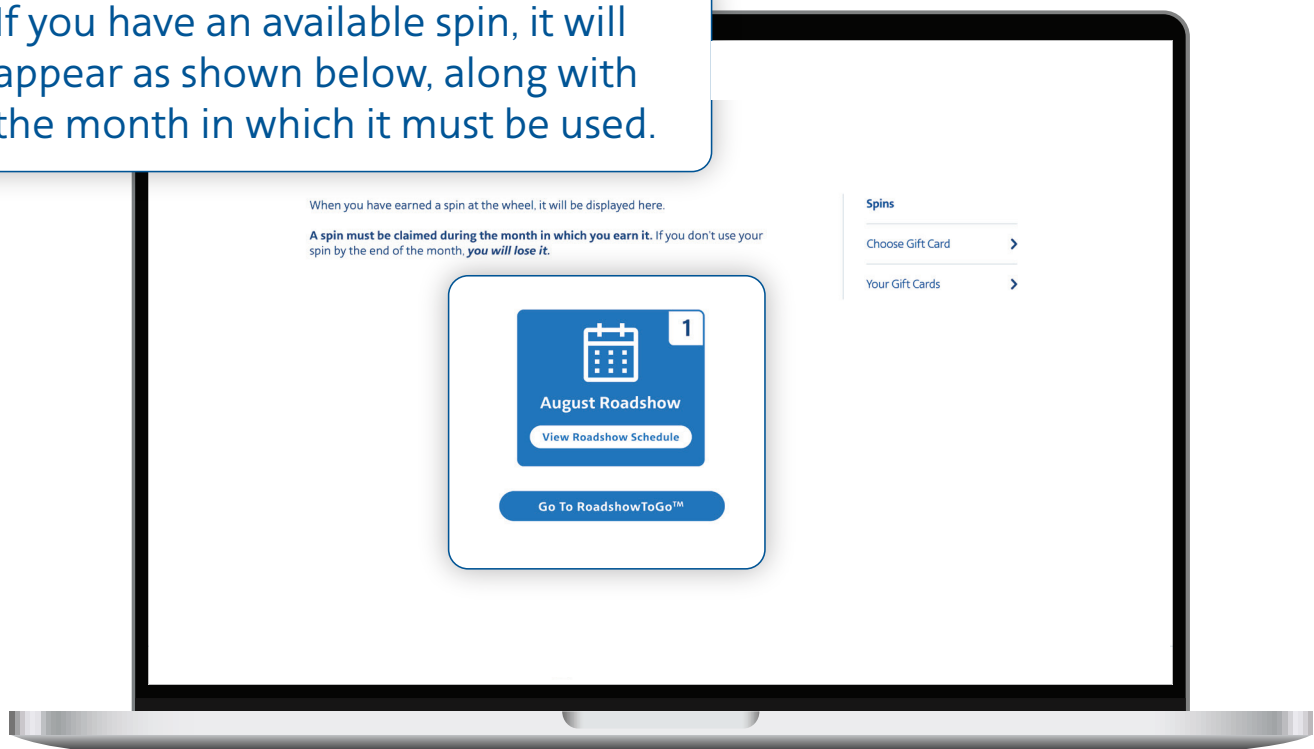 If you have an available spin, it will
appear as shown below, along with
the month in which it must be used.
When you have earned a spin at the wheel, it will be displayed here.
A spin must be claimed during the month in which you earn it. If you don't use your
spin by the end of the month, you will lose it.
Spins
Choose Gift Card
Your Gift Cards
1
August Roadshow
View Roadshow Schedule
Go To RoadshowToGo™